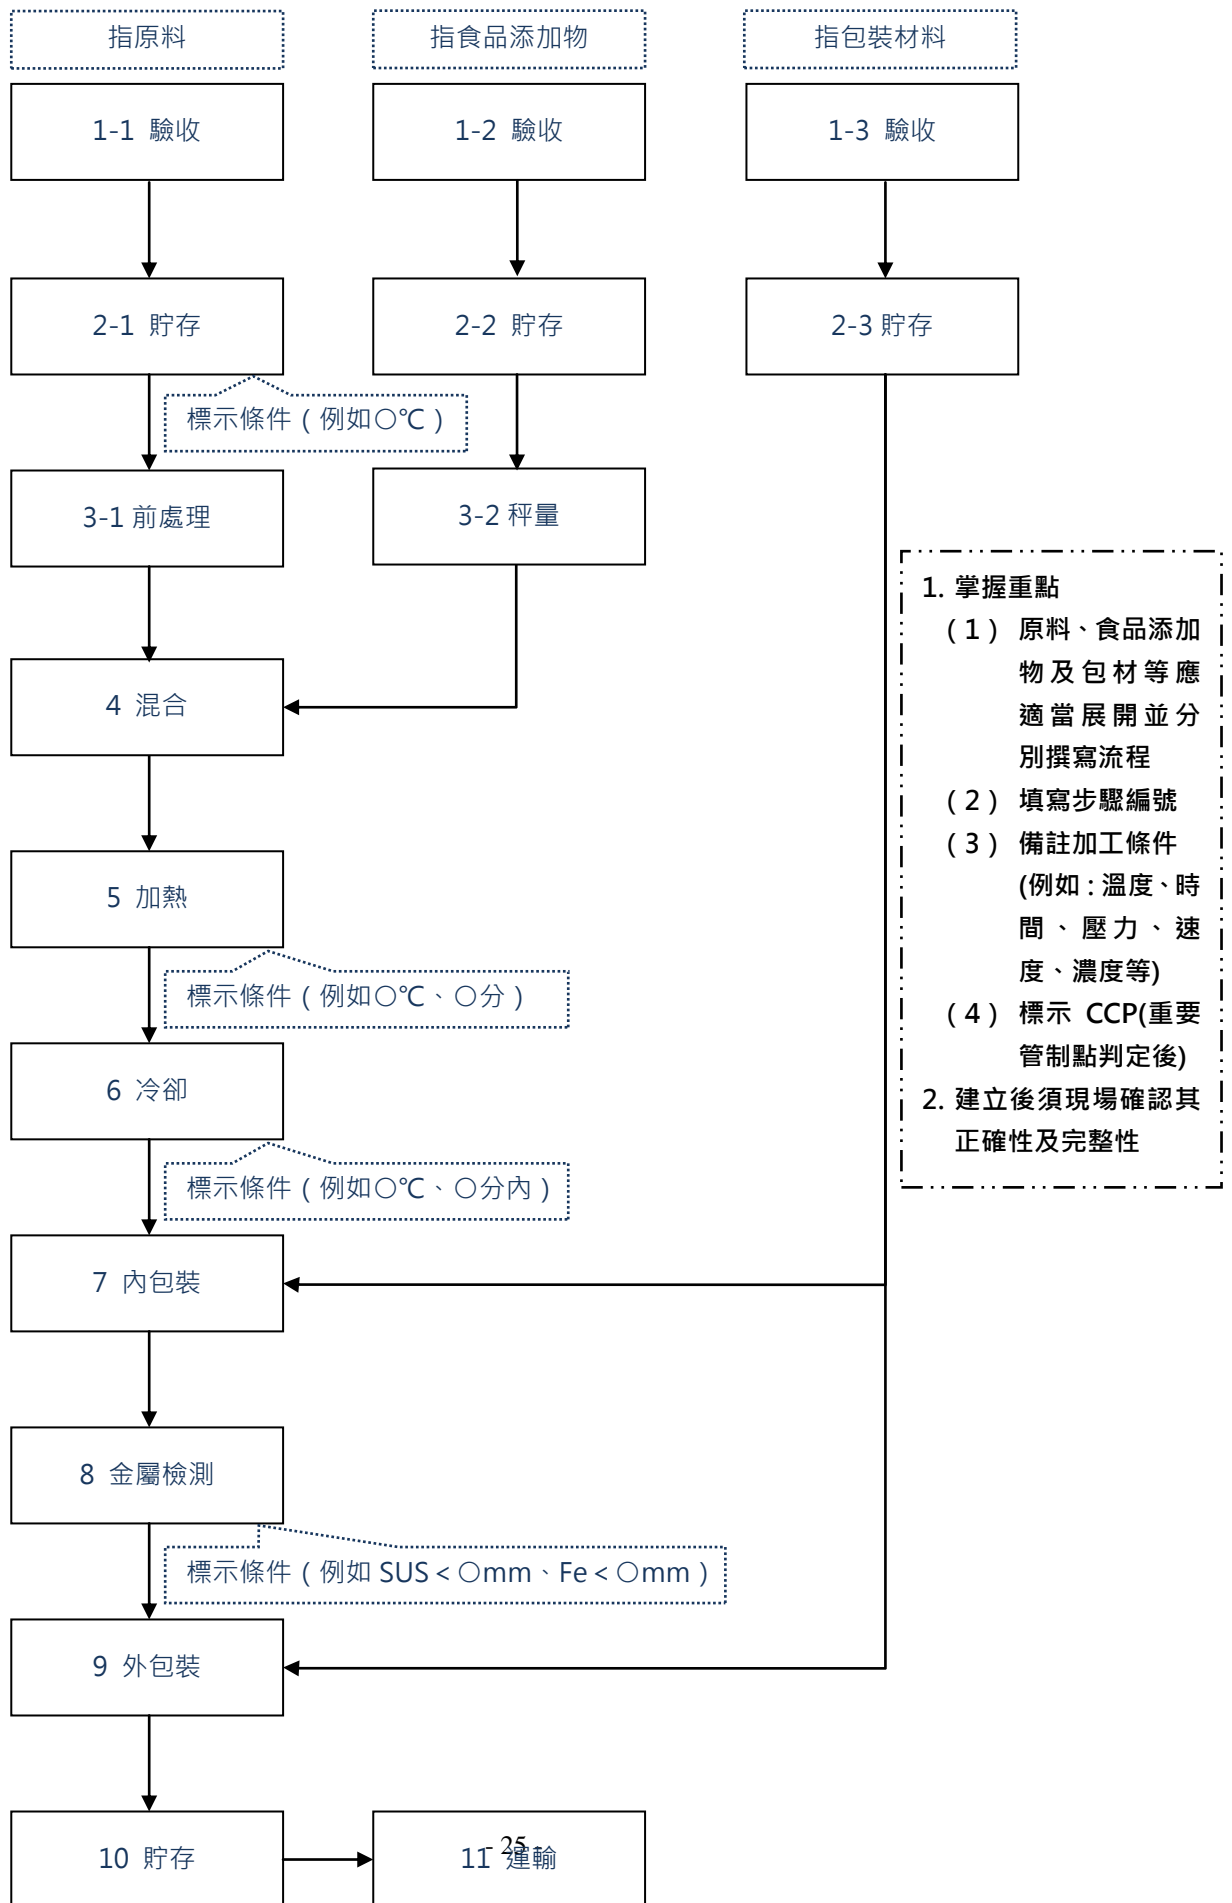 指原料
指食品添加物
指包裝材料
1-1 驗收
1-2 驗收
1-3 驗收
2-1 貯存
2-2 貯存
2-3 貯存
標示條件（例如○℃）
3-1 前處理
3-2 秤量
1. 掌握重點
（1） 原料、食品添加
物及包材等應
適當展開並分
別撰寫流程
（2） 填寫步驟編號
（3） 備註加工條件
(例如：溫度、時
間、壓力、速
度、濃度等)
（4） 標示 CCP(重要
管制點判定後)
2. 建立後須現場確認其
正確性及完整性
4 混合
5 加熱
標示條件（例如○℃、○分）
6 冷卻
標示條件（例如○℃、○分內）
7 內包裝
8 金屬檢測
標示條件（例如 SUS＜○mm、Fe＜○mm）
9 外包裝
10 貯存
11 運輸
- 25 -